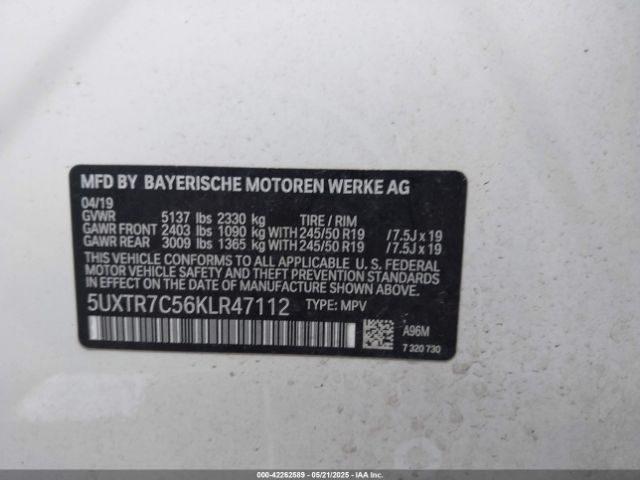 MFD BY BAYERISCHE MOTOREN WERKE AG
04/19
GVWR 5137 lbs 2330 kg TIRE / RIM
GAWR FRONT 2403 lbs 1090 kg WITH 245/50 R19 / 7.5J x 19
GAWR REAR 3009 lbs 1365 kg WITH 245/50 R19 / 7.5J x 19
THIS VEHICLE CONFORMS TO ALL APPLICABLE U. S. FEDERAL
MOTOR VEHICLE SAFETY, BUMPER, AND THEFT PREVENTION STANDARDS
IN EFFECT ON THE DATE OF MANUFACTURE SHOWN ABOVE.
5UXTR7C56KLR47112 TYPE: MPV
A96M
7 320 730
000-42262589 - 05/21/2025 - IAA Inc.